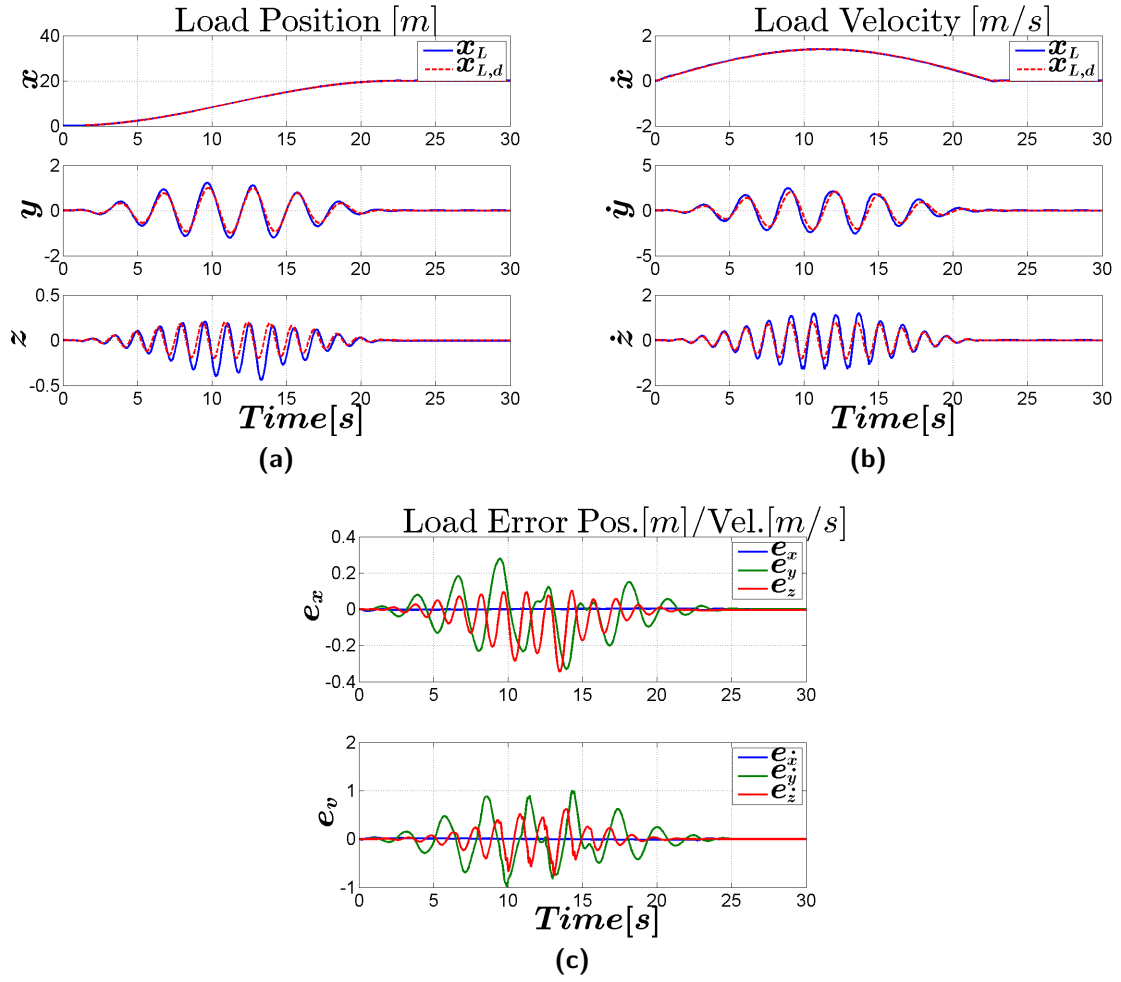 Load Position [m]
x
40
20
0
x_L
x_{L,d}
0 5 10 15 20 25 30
y
2
0
-2
0 5 10 15 20 25 30
z
0.5
0
-0.5
0 5 10 15 20 25 30
Time[s]
(a)
Load Velocity [m/s]
ẋ
2
0
-2
x_L
x_{L,d}
0 5 10 15 20 25 30
ẏ
5
0
-5
0 5 10 15 20 25 30
ż
2
0
-2
0 5 10 15 20 25 30
Time[s]
(b)
Load Error Pos.[m]/Vel.[m/s]
e_x
0.4
0.2
0
-0.2
-0.4
e_x
e_y
e_z
0 5 10 15 20 25 30
e_v
2
1
0
-1
e_ẋ
e_ẏ
e_ż
0 5 10 15 20 25 30
Time[s]
(c)